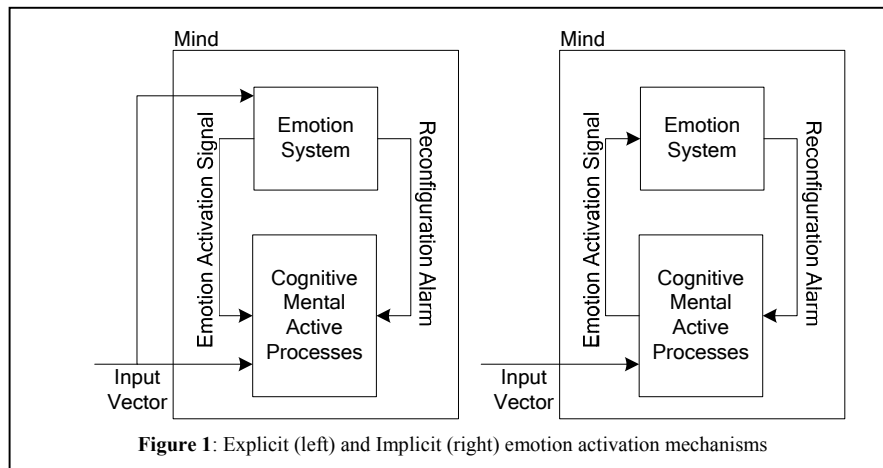 Mind
Emotion
System
Emotion Activation Signal
Reconfiguration Alarm
Cognitive
Mental
Active
Processes
Input
Vector
Mind
Emotion
System
Emotion Activation Signal
Reconfiguration Alarm
Cognitive
Mental
Active
Processes
Input
Vector
Figure 1: Explicit (left) and Implicit (right) emotion activation mechanisms